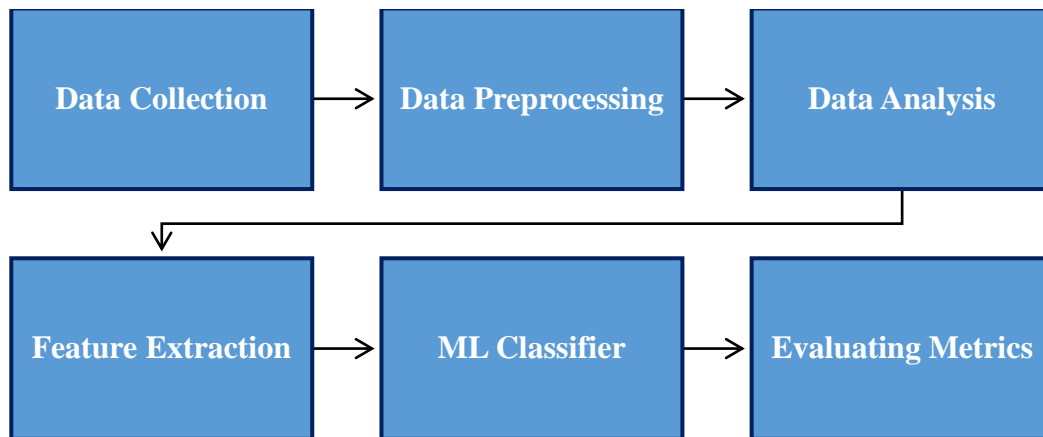 Data Collection
Data Preprocessing
Data Analysis
Feature Extraction
ML Classifier
Evaluating Metrics